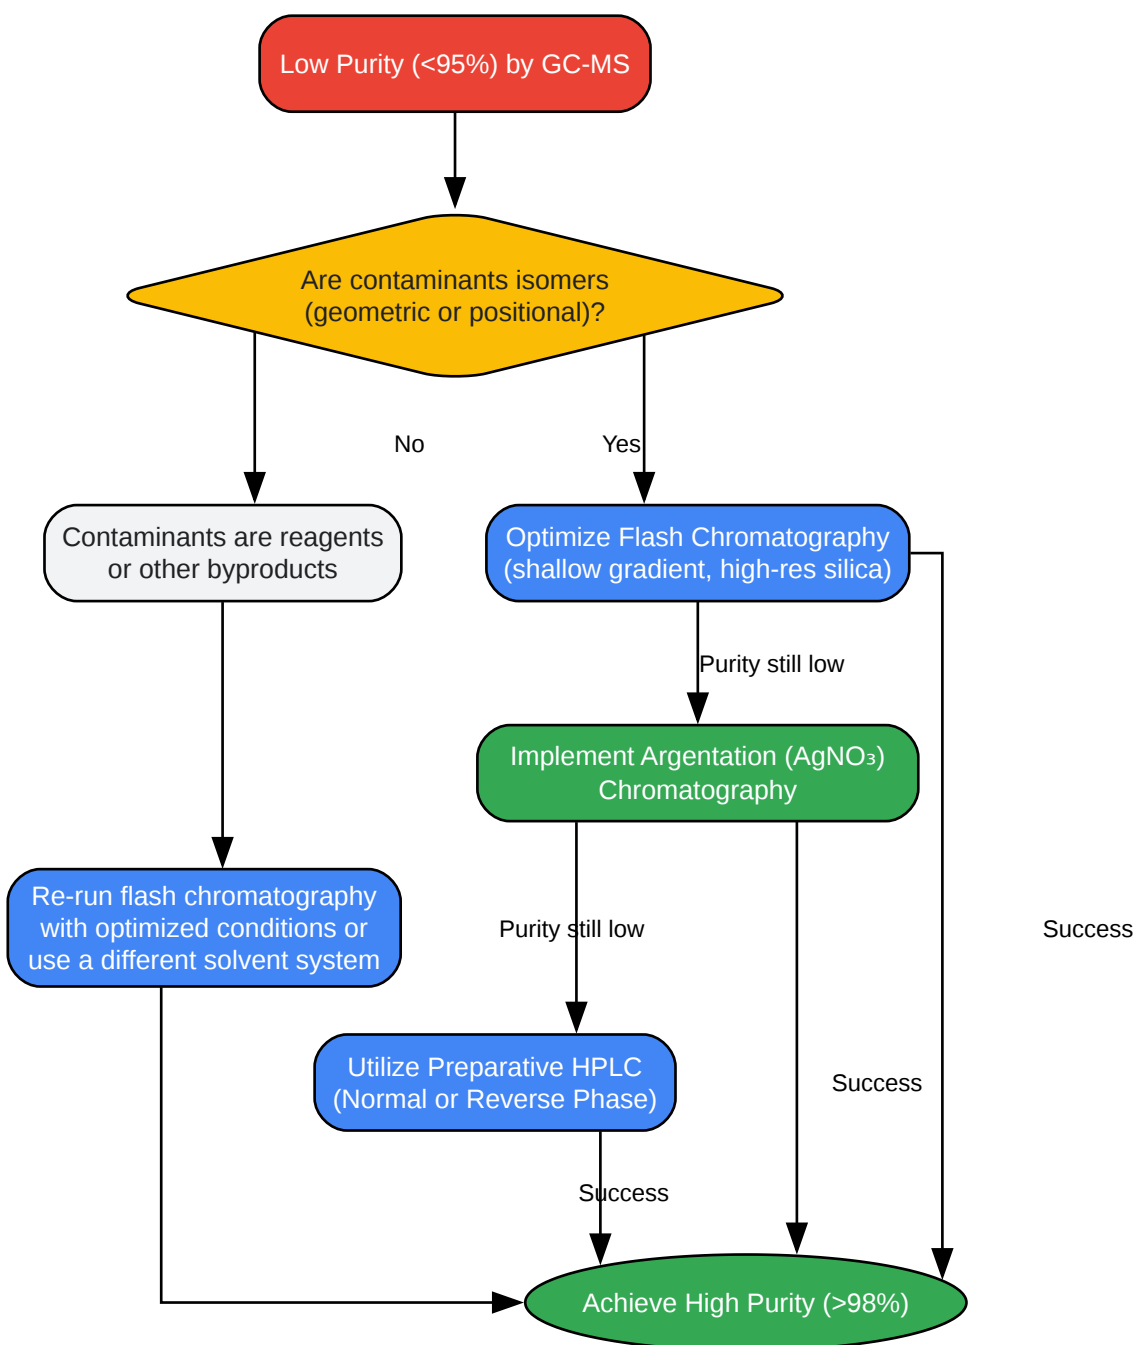 Low Purity (<95%) by GC-MS
Are contaminants isomers
(geometric or positional)?
No
Yes
Contaminants are reagents
or other byproducts
Optimize Flash Chromatography
(shallow gradient, high-res silica)
Purity still low
Implement Argentation (AgNO₃)
Chromatography
Re-run flash chromatography
with optimized conditions or
use a different solvent system
Purity still low
Success
Utilize Preparative HPLC
(Normal or Reverse Phase)
Success
Success
Achieve High Purity (>98%)